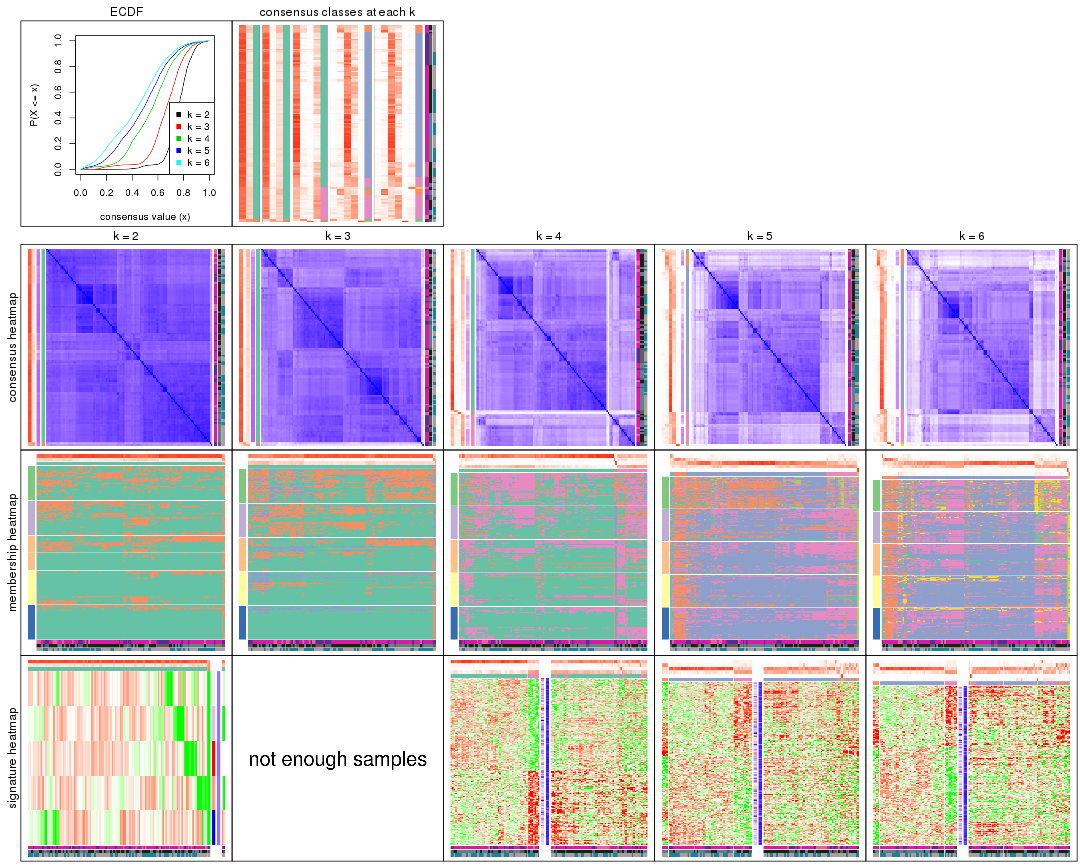 ECDF
consensus classes at each k
P(X <= x)
0.0
0.2
0.4
0.6
0.8
1.0
k = 2
k = 3
k = 4
k = 5
k = 6
0.0 0.2 0.4 0.6 0.8 1.0
consensus value (x)
k = 2
k = 3
k = 4
k = 5
k = 6
consensus heatmap
membership heatmap
signature heatmap
not enough samples